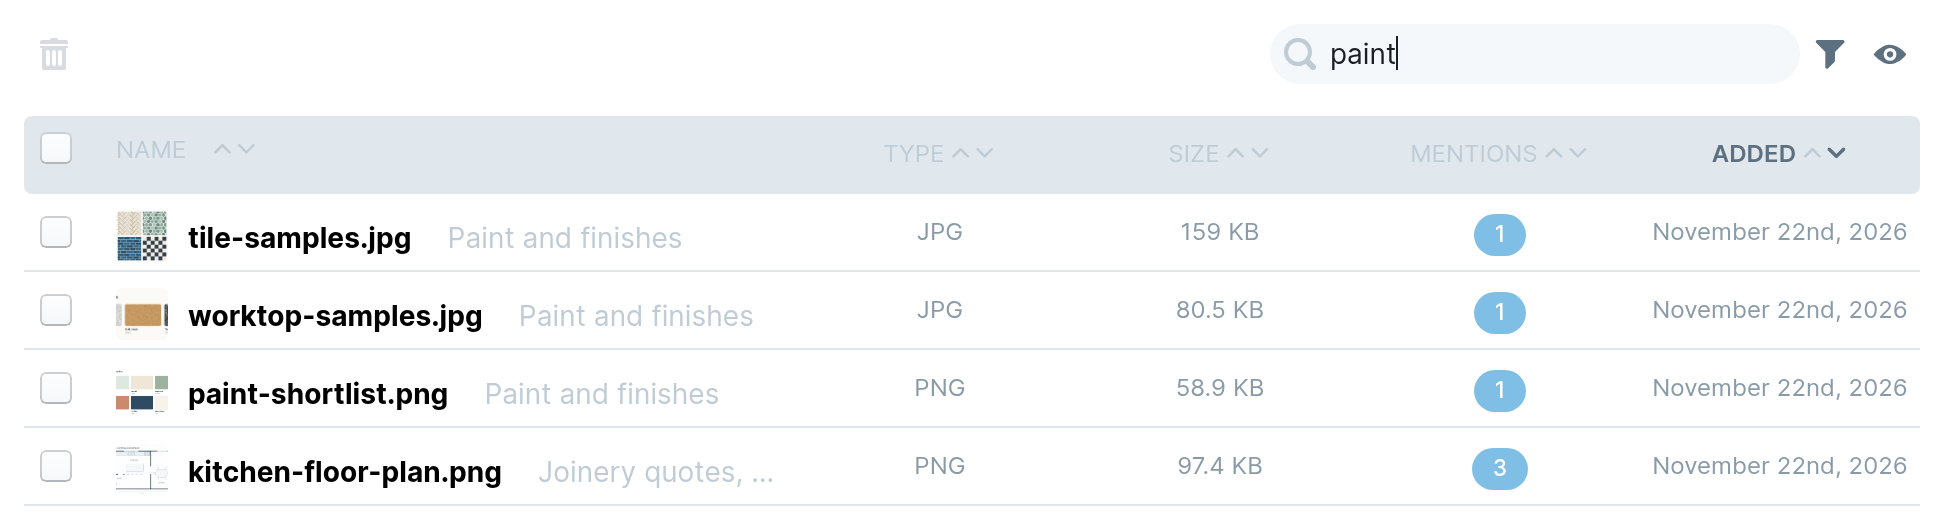 paint
NAME TYPE SIZE MENTIONS ADDED
tile-samples.jpg Paint and finishes JPG 159 KB 1 November 22nd, 2026
worktop-samples.jpg Paint and finishes JPG 80.5 KB 1 November 22nd, 2026
paint-shortlist.png Paint and finishes PNG 58.9 KB 1 November 22nd, 2026
kitchen-floor-plan.png Joinery quotes, ... PNG 97.4 KB 3 November 22nd, 2026